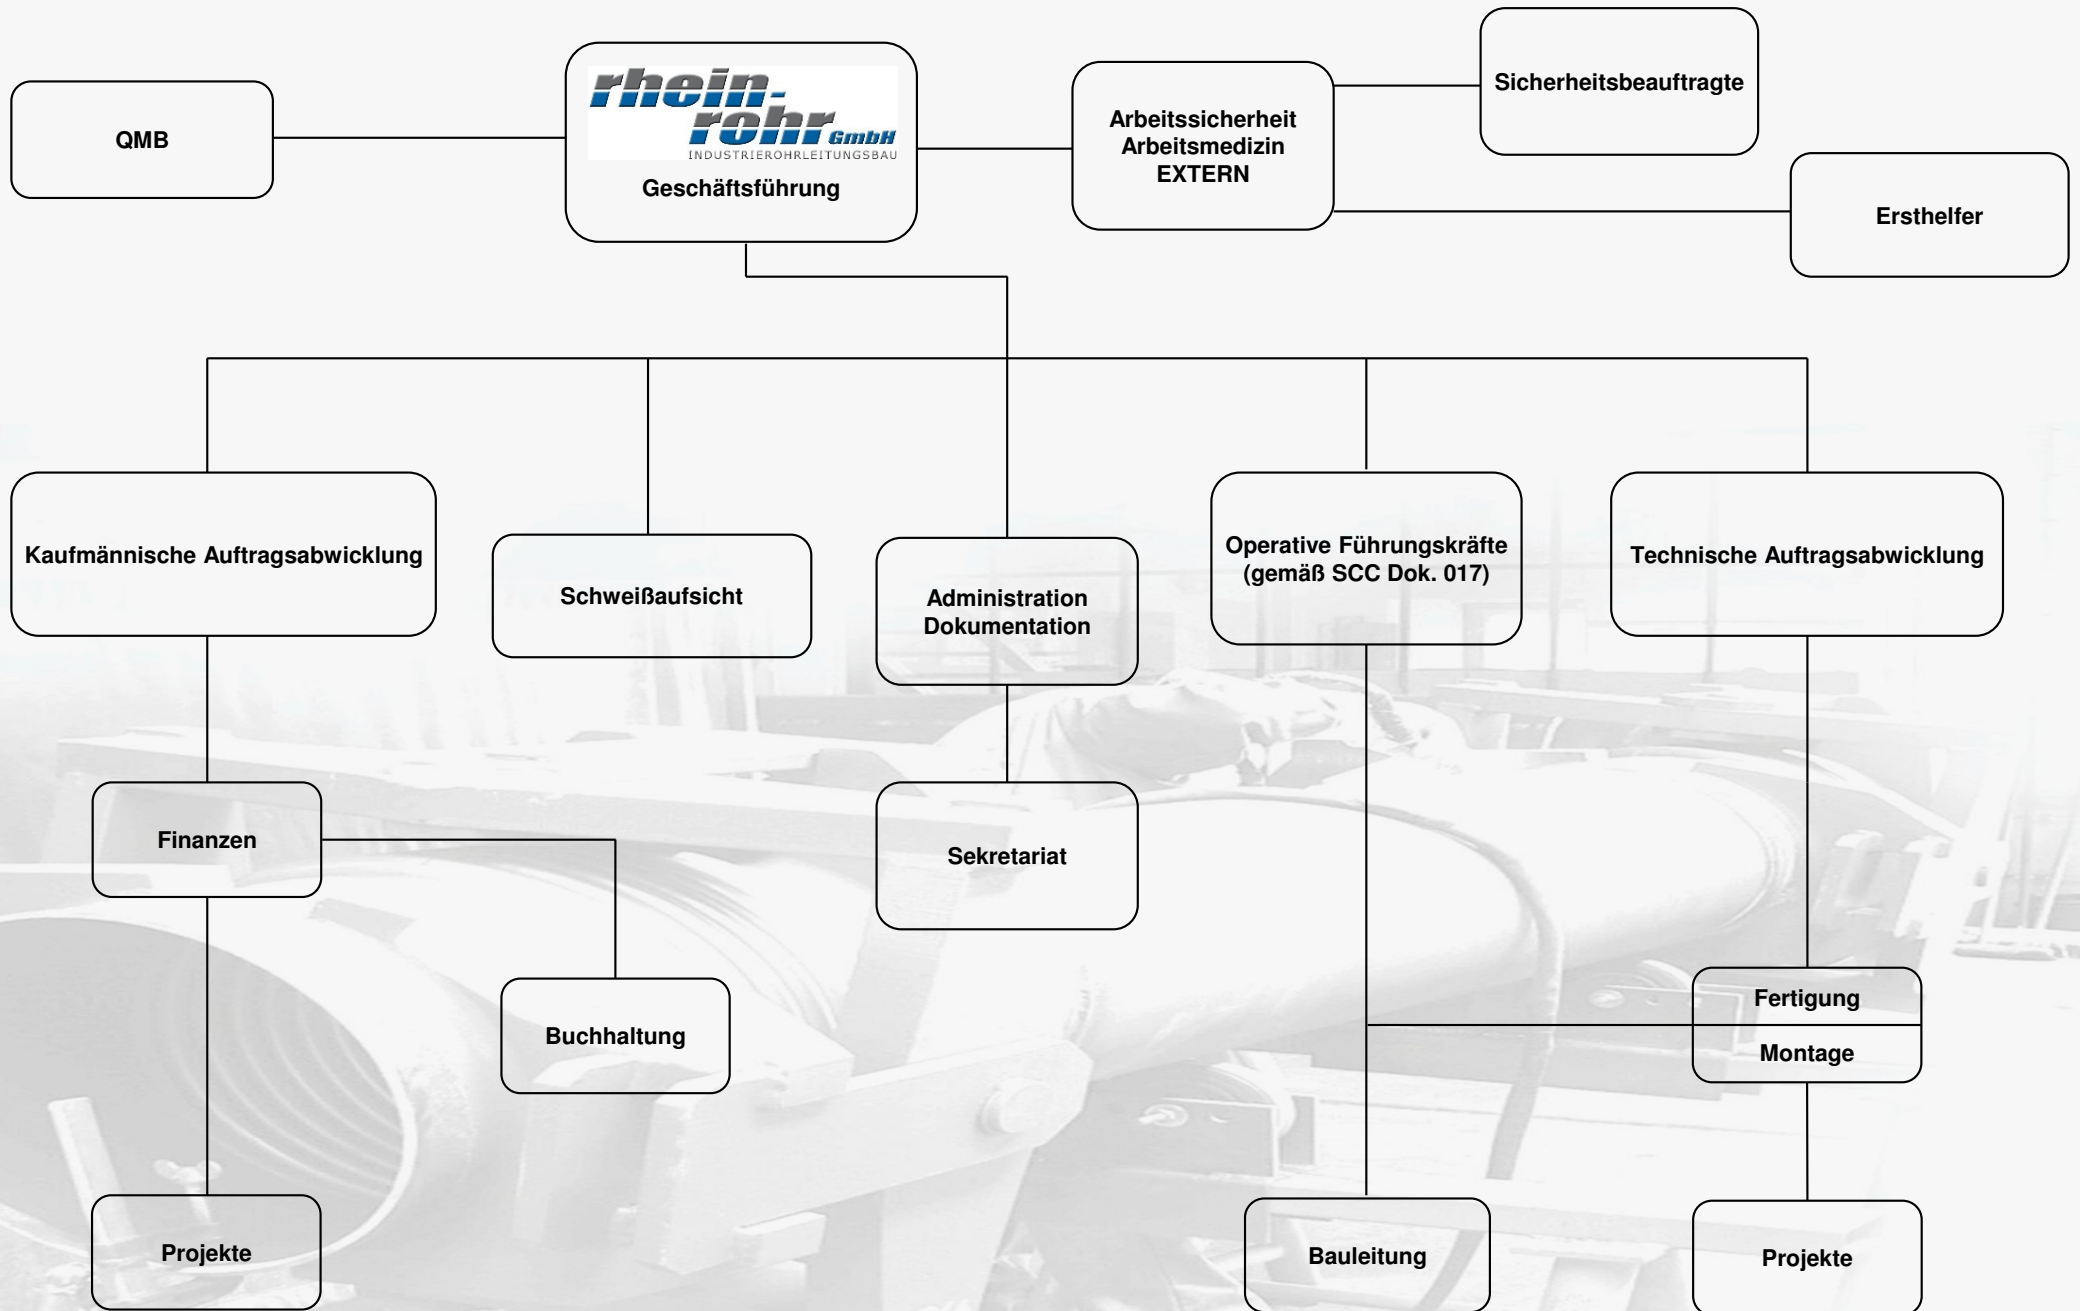 QMB
rhein-
rohr GmbH
INDUSTRIEROHRLEITUNGSBAU
Geschäftsführung
Arbeitssicherheit
Arbeitsmedizin
EXTERN
Sicherheitsbeauftragte
Ersthelfer
Kaufmännische Auftragsabwicklung
Schweißaufsicht
Administration
Dokumentation
Operative Führungskräfte
(gemäß SCC Dok. 017)
Technische Auftragsabwicklung
Finanzen
Sekretariat
Buchhaltung
Fertigung
Montage
Projekte
Bauleitung
Projekte